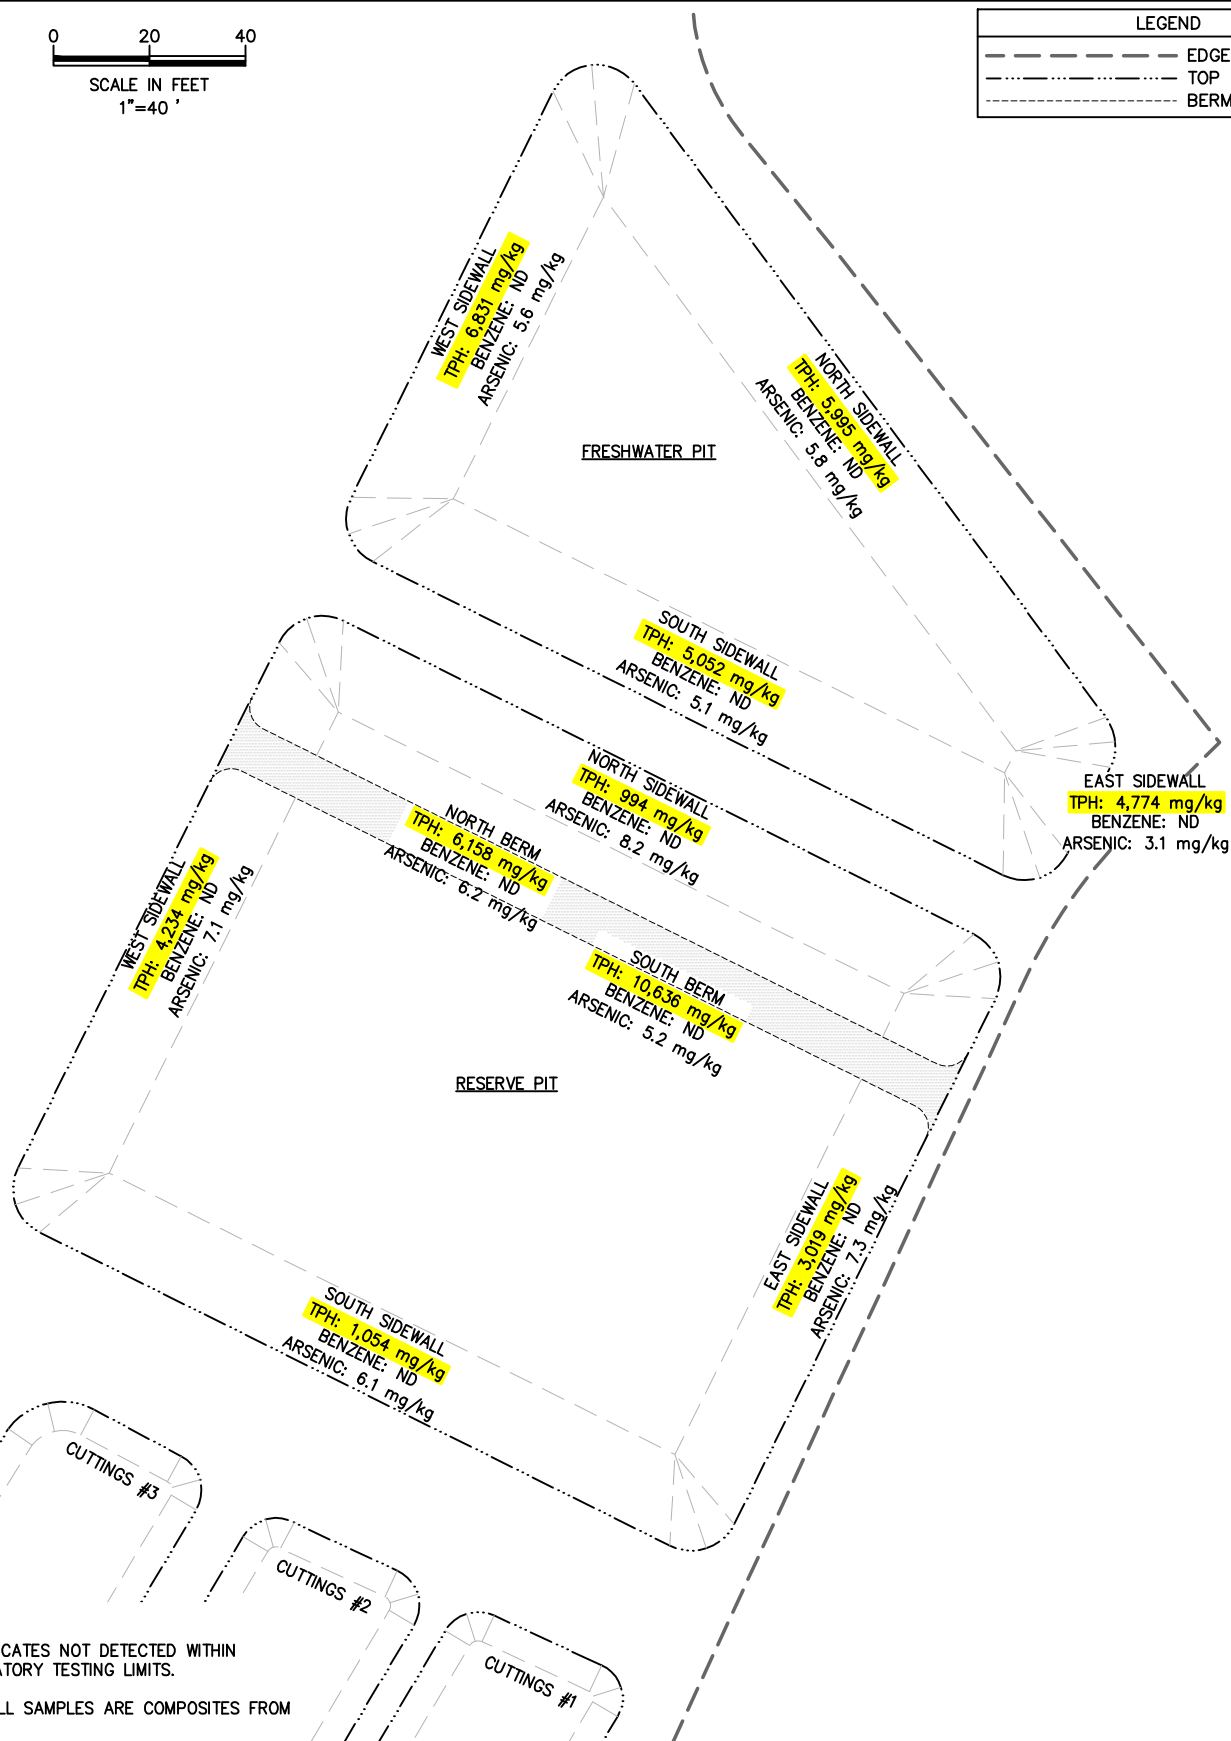 0 20 40
SCALE IN FEET
1"=40 '
LEGEND
EDGE
TOP
BERM
WEST SIDEWALL
TPH: 6,831 mg/kg
BENZENE: ND
ARSENIC: 5.6 mg/kg
NORTH SIDEWALL
TPH: 5,995 mg/kg
BENZENE: ND
ARSENIC: 5.8 mg/kg
FRESHWATER PIT
SOUTH SIDEWALL
TPH: 5,052 mg/kg
BENZENE: ND
ARSENIC: 5.1 mg/kg
EAST SIDEWALL
TPH: 4,774 mg/kg
BENZENE: ND
ARSENIC: 3.1 mg/kg
NORTH SIDEWALL
TPH: 994 mg/kg
BENZENE: ND
ARSENIC: 8.2 mg/kg
NORTH BERM
TPH: 6,158 mg/kg
BENZENE: ND
ARSENIC: 6.2 mg/kg
WEST SIDEWALL
TPH: 4,234 mg/kg
BENZENE: ND
ARSENIC: 7.1 mg/kg
SOUTH BERM
TPH: 10,636 mg/kg
BENZENE: ND
ARSENIC: 5.2 mg/kg
RESERVE PIT
EAST SIDEWALL
TPH: 3,019 mg/kg
BENZENE: ND
ARSENIC: 7.3 mg/kg
SOUTH SIDEWALL
TPH: 1,054 mg/kg
BENZENE: ND
ARSENIC: 6.1 mg/kg
CUTTINGS #3
CUTTINGS #2
CUTTINGS #1
CATES NOT DETECTED WITHIN
ATORY TESTING LIMITS.
LL SAMPLES ARE COMPOSITES FROM